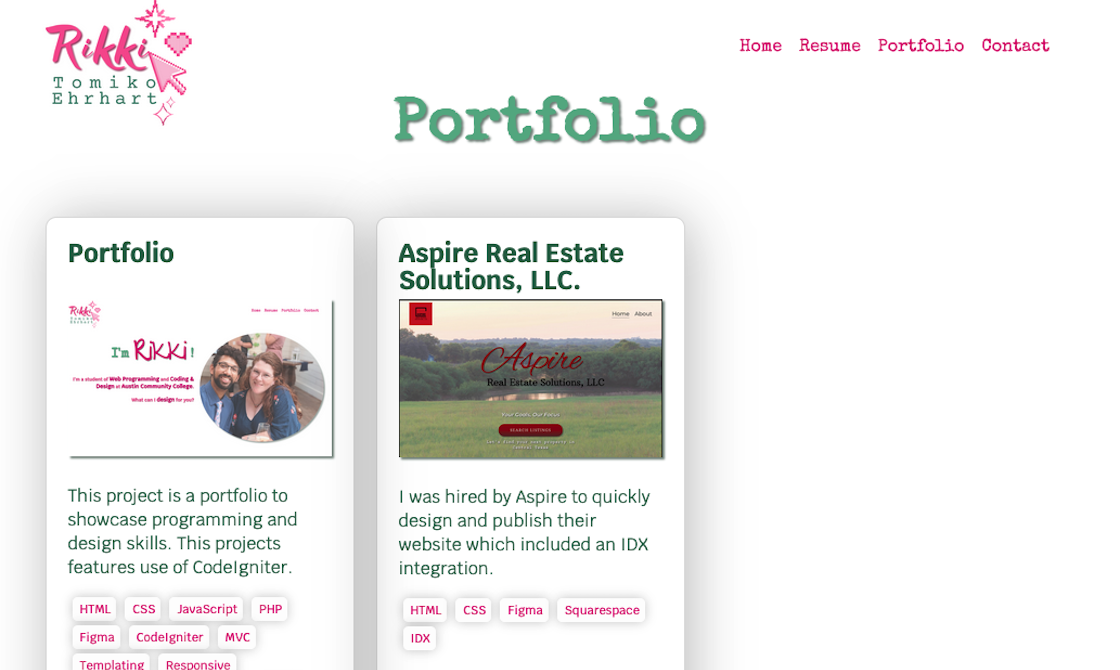 Rikki
Tomiko
Ehrhart
Home Resume Portfolio Contact
Portfolio
Portfolio
Rikki
Tomiko
Ehrhart
Home Resume Portfolio Contact
I'm Rikki!
I'm a student of Web Programming and Coding &
Design at Austin Community College.
What can I design for you?
This project is a portfolio to
showcase programming and
design skills. This projects
features use of CodeIgniter.
HTML CSS JavaScript PHP
Figma CodeIgniter MVC
Templating Responsive
Aspire Real Estate
Solutions, LLC.
Home About
Aspire
Real Estate Solutions, LLC
Your Goals, Our Focus.
SEARCH LISTINGS
Let's find your next property in
Central Texas
I was hired by Aspire to quickly
design and publish their
website which included an IDX
integration.
HTML CSS Figma Squarespace
IDX